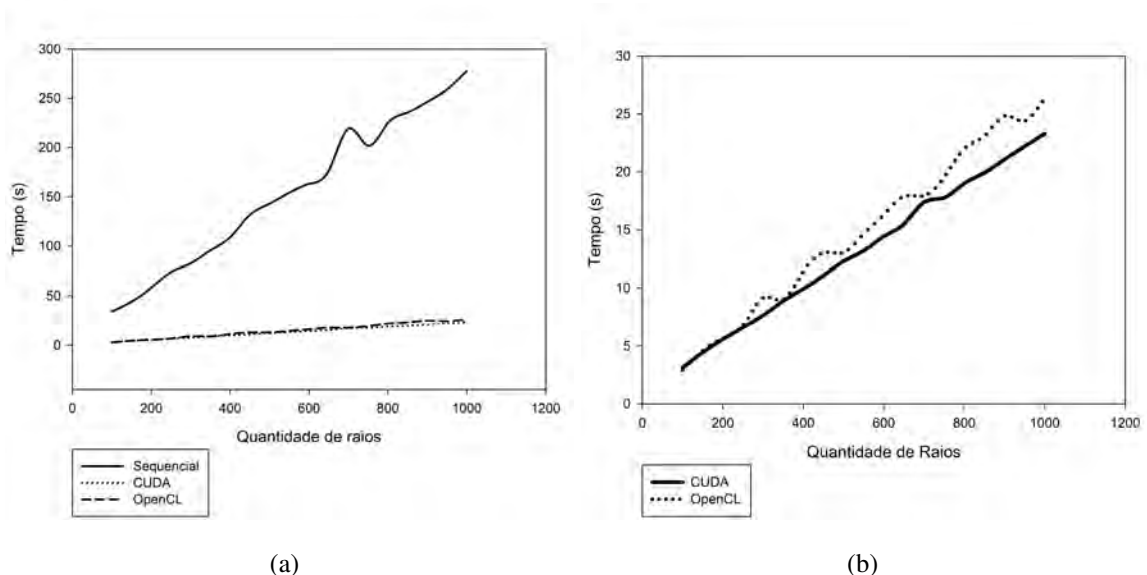 300
250
200
150
100
50
0
Tempo (s)
0 200 400 600 800 1000 1200
Quantidade de raios
Sequencial
CUDA
OpenCL
(a)
30
25
20
15
10
5
0
Tempo (s)
0 200 400 600 800 1000 1200
Quantidade de Raios
CUDA
OpenCL
(b)